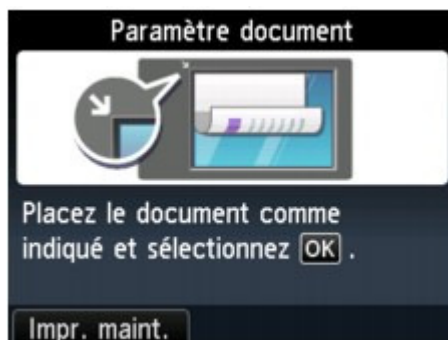 Paramètre document
Placez le document comme
indiqué et sélectionnez OK .
Impr. maint.